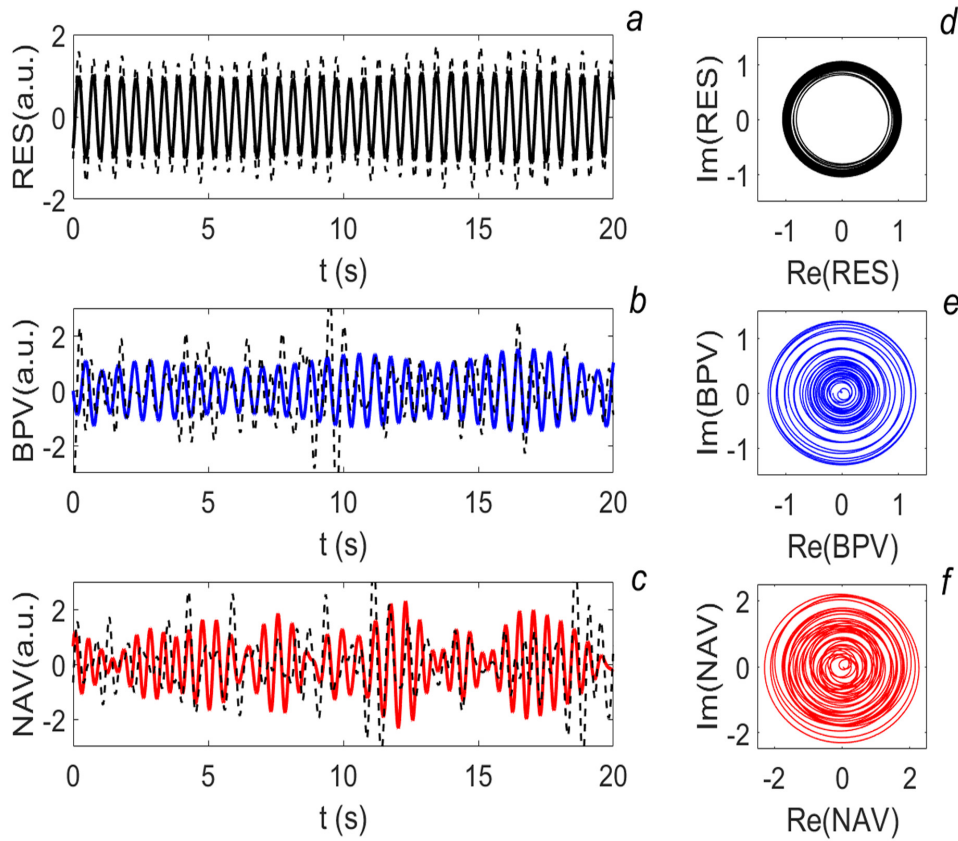 a
RES(a.u.)
2
0
-2
0 5 10 15 20
t (s)
d
Im(RES)
1
0
-1
-1 0 1
Re(RES)
b
BPV(a.u.)
2
0
-2
0 5 10 15 20
t (s)
e
Im(BPV)
1
0
-1
-1 0 1
Re(BPV)
c
NAV(a.u.)
2
0
-2
0 5 10 15 20
t (s)
f
Im(NAV)
2
0
-2
-2 0 2
Re(NAV)